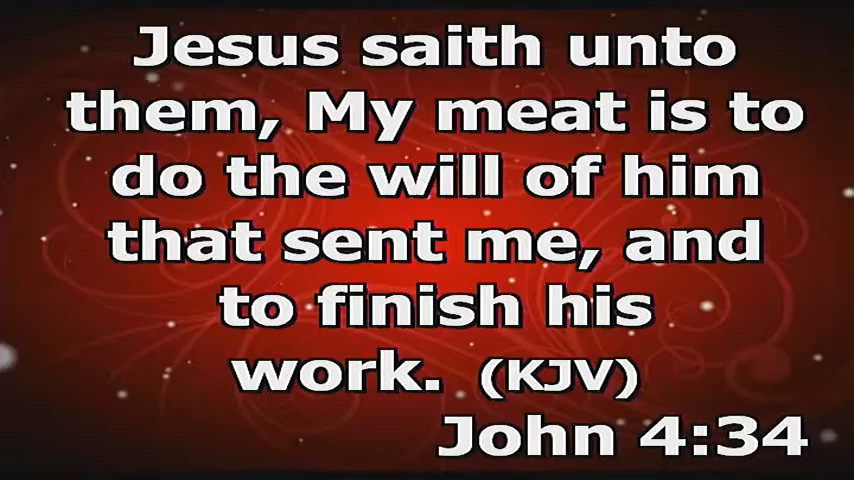 Jesus saith unto
them, My meat is to
do the will of him
that sent me, and
to finish his
work. (KJV)
John 4:34